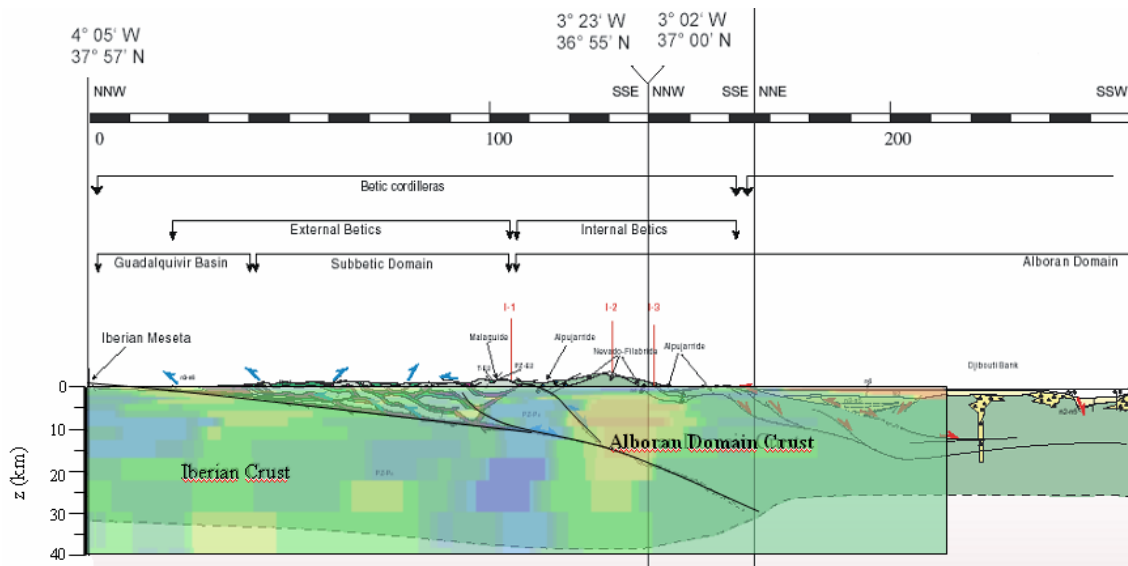 4° 05' W
37° 57' N
3° 23' W
36° 55' N
3° 02' W
37° 00' N
NNW
SSE
NNW
SSE
NNE
SSW
0
100
200
Betic cordilleras
External Betics
Internal Betics
Guadalquivir Basin
Subbetic Domain
Alboran Domain
I-1
I-2
I-3
Iberian Meseta
Malaguide
Alpujarride
Nevado-Filabride
Alpujarride
Djibouti Bank
0
5
10
15
20
30
40
z (km)
Iberian Crust
Alboran Domain Crust